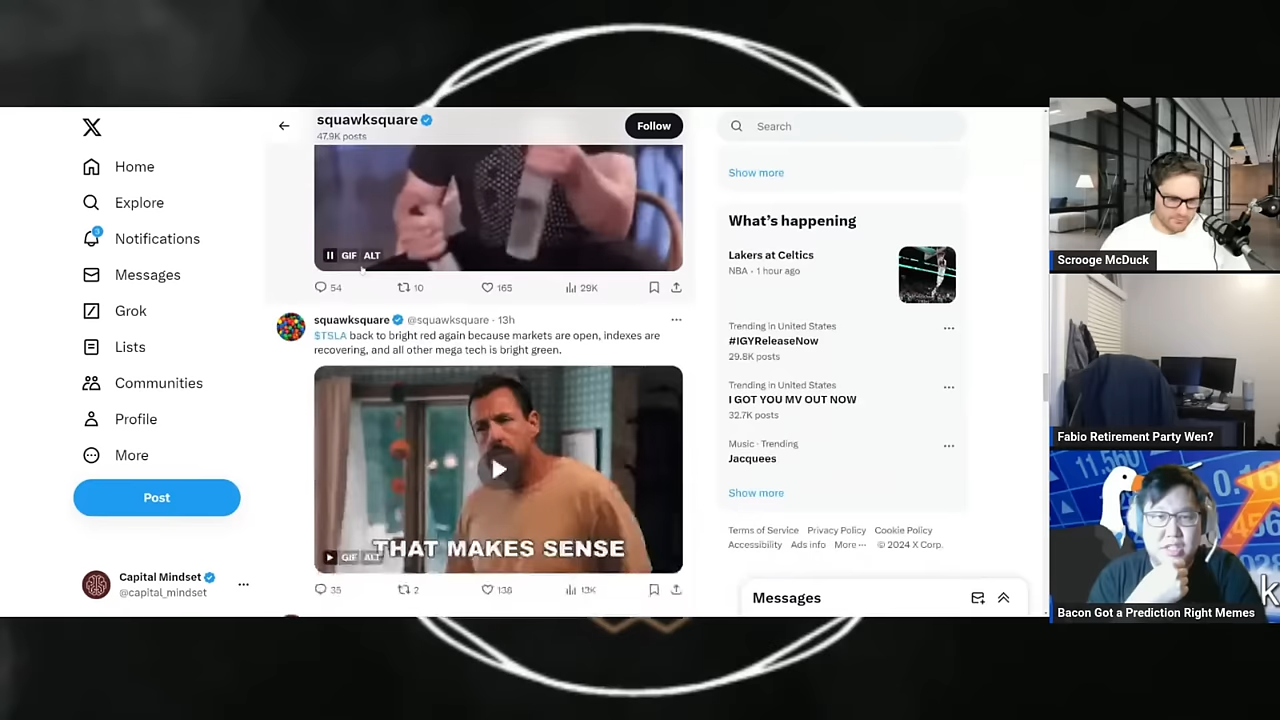 squawksquare
47.9K posts
Follow
Search
Home
Explore
3
Notifications
Messages
Grok
Lists
Communities
Profile
More
Post
Capital Mindset
@capital_mindset
GIF ALT
54 10 165 29K
squawksquare @squawksquare · 13h
$TSLA back to bright red again because markets are open, indexes are
recovering, and all other mega tech is bright green.
THAT MAKES SENSE
GIF ALT
35 2 138 13K
Show more
What's happening
Lakers at Celtics
NBA · 1 hour ago
Trending in United States
#IGYReleaseNow
29.8K posts
Trending in United States
I GOT YOU MV OUT NOW
32.7K posts
Music · Trending
Jacquees
Show more
Terms of Service Privacy Policy Cookie Policy
Accessibility Ads info More ··· © 2024 X Corp.
Messages
Scrooge McDuck
Fabio Retirement Party Wen?
11.560
0.16
Bacon Got a Prediction Right Memes